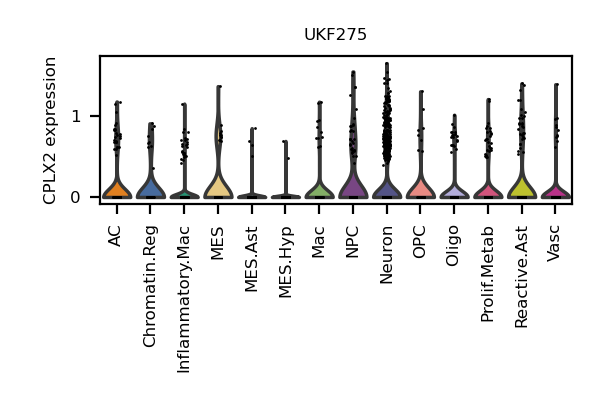 UKF275
CPLX2 expression
1
0
AC
Chromatin.Reg
Inflammatory.Mac
MES
MES.Ast
MES.Hyp
Mac
NPC
Neuron
OPC
Oligo
Prolif.Metab
Reactive.Ast
Vasc